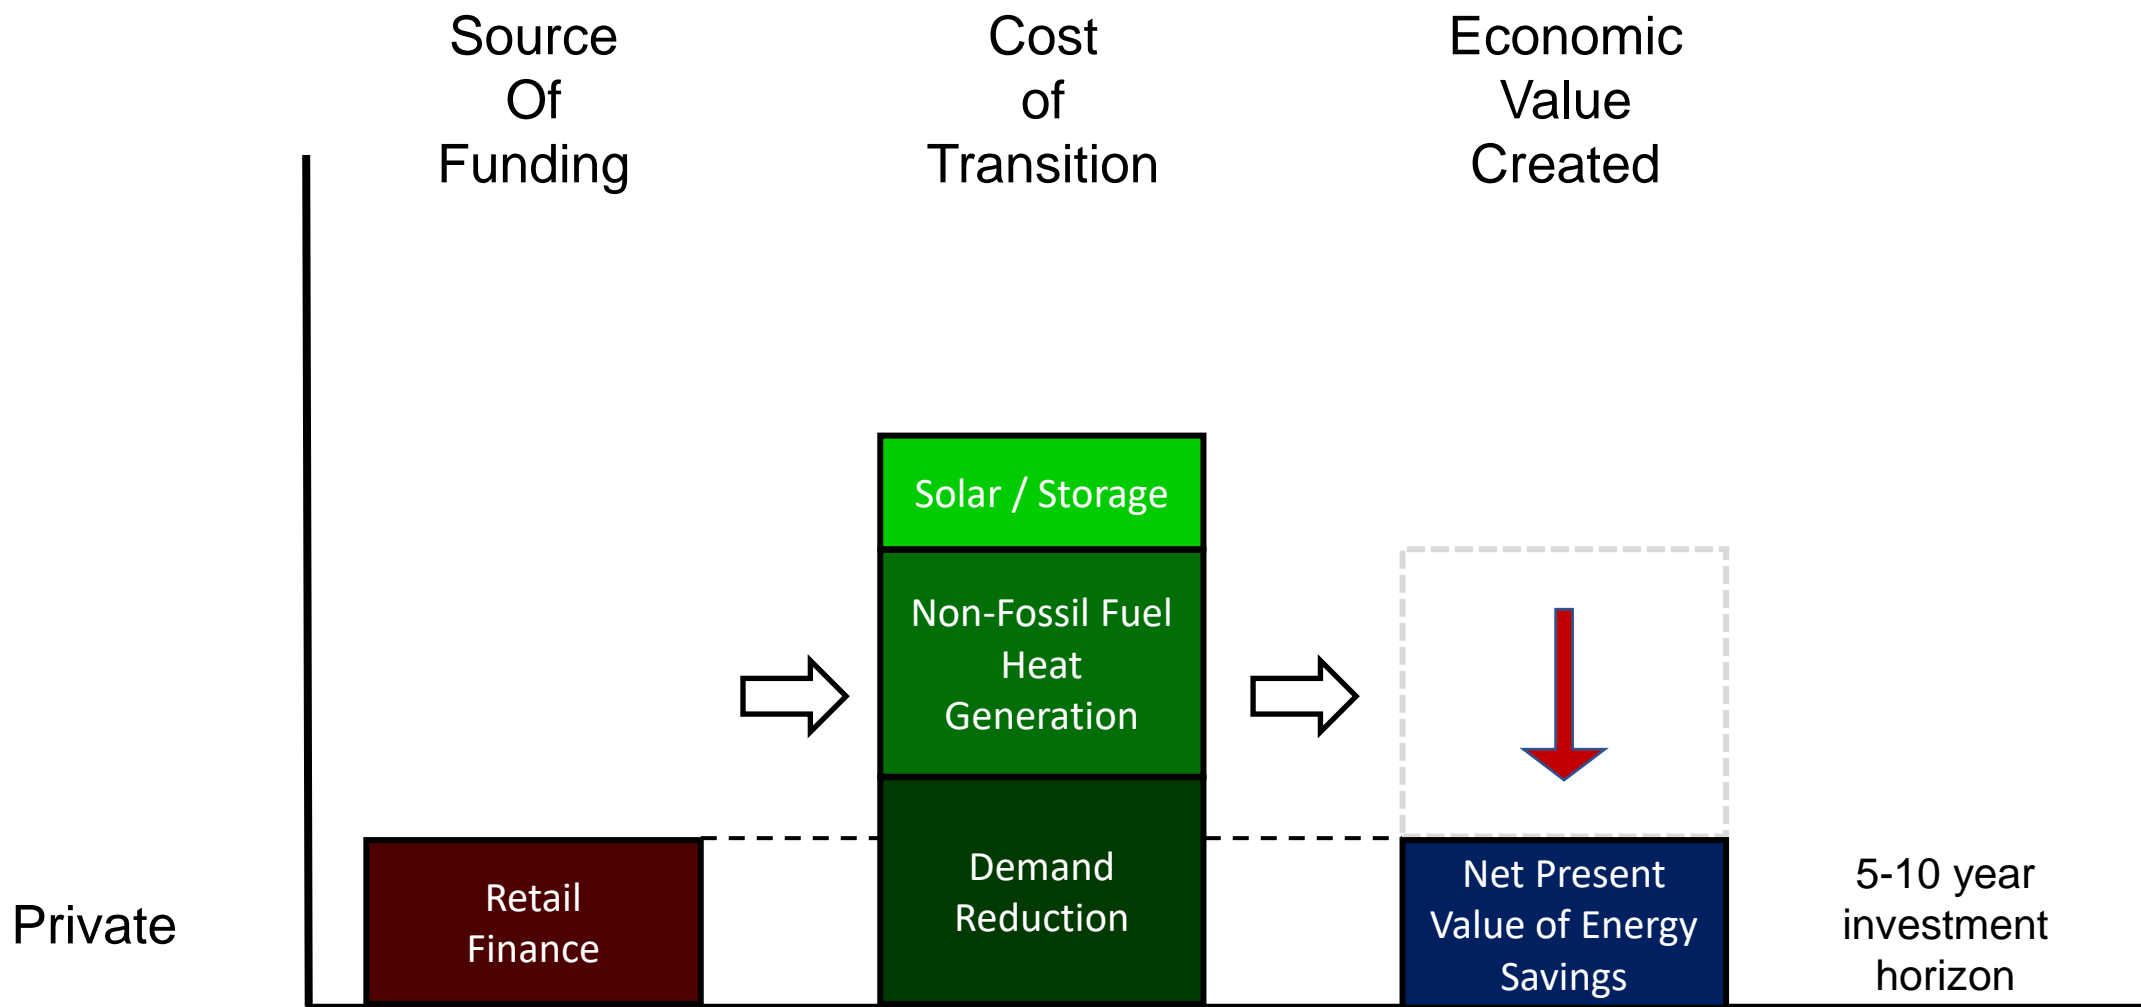 Source
Of
Funding
Cost
of
Transition
Economic
Value
Created
Solar / Storage
Non-Fossil Fuel
Heat
Generation
Demand
Reduction
Retail
Finance
Net Present
Value of Energy
Savings
Private
5-10 year
investment
horizon